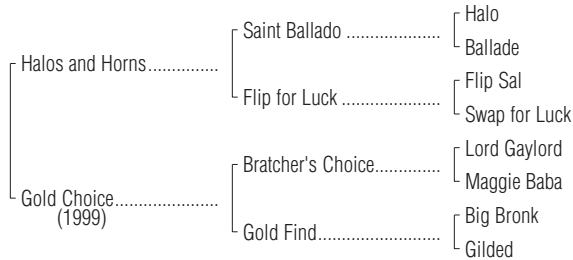 Halo
Saint Ballado ....................
Ballade
Halos and Horns...............
Flip Sal
Flip for Luck .....................
Swap for Luck
Lord Gaylord
Bratcher's Choice..............
Maggie Baba
Gold Choice......................
(1999)
Big Bronk
Gold Find..........................
Gilded